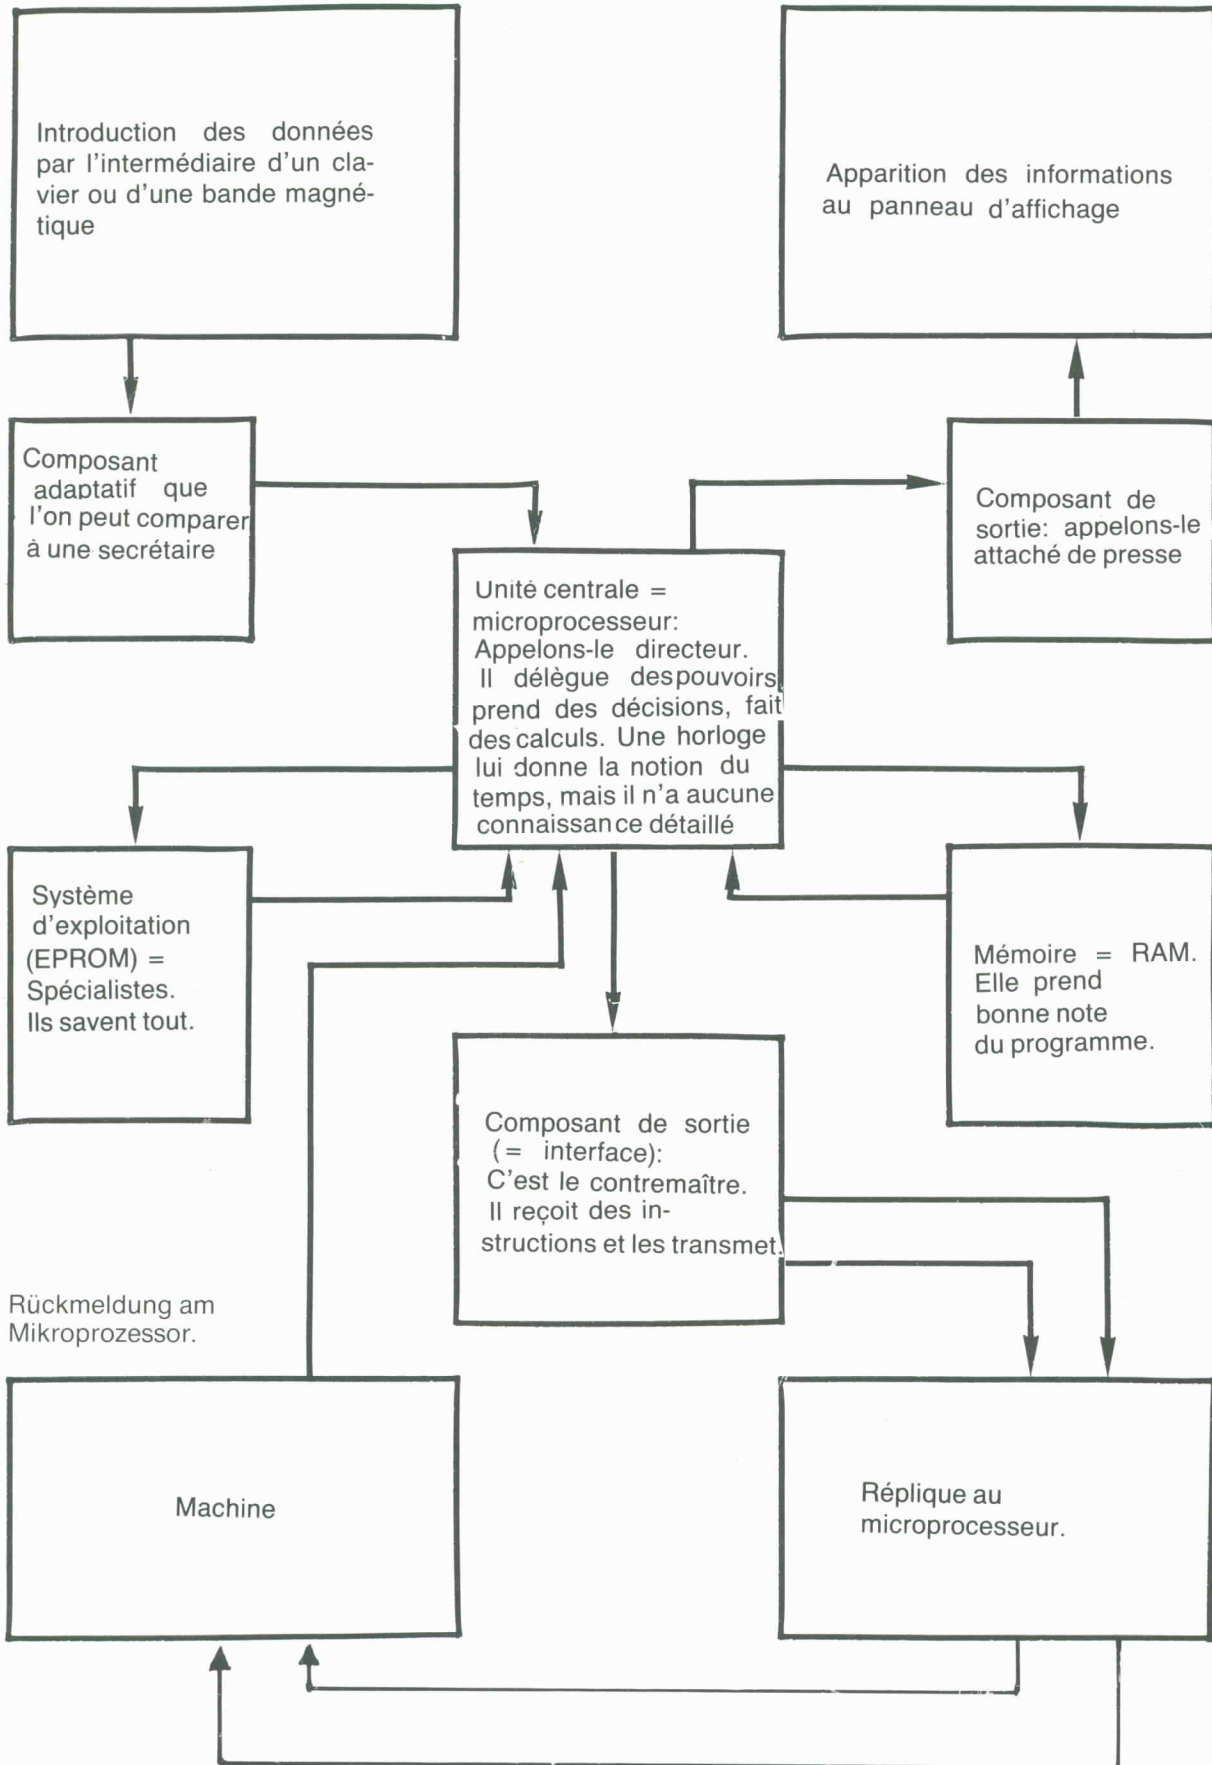 Introduction des données
par l'intermédiaire d'un cla-
vier ou d'une bande magné-
tique
Apparition des informations
au panneau d'affichage
Composant
adaptatif que
l'on peut comparer
à une secrétaire
Composant de
sortie: appelons-le
attaché de presse
Unité centrale =
microprocesseur:
Appelons-le directeur.
Il délègue despouvoirs
prend des décisions, fait
des calculs. Une horloge
lui donne la notion du
temps, mais il n'a aucune
connaissance détaillé
Système
d'exploitation
(EPROM) =
Spécialistes.
Ils savent tout.
Mémoire = RAM.
Elle prend
bonne note
du programme.
Composant de sortie
(= interface):
C'est le contremaître.
Il reçoit des in-
structions et les transmet.
Rückmeldung am
Mikroprozessor.
Machine
Réplique au
microprocesseur.